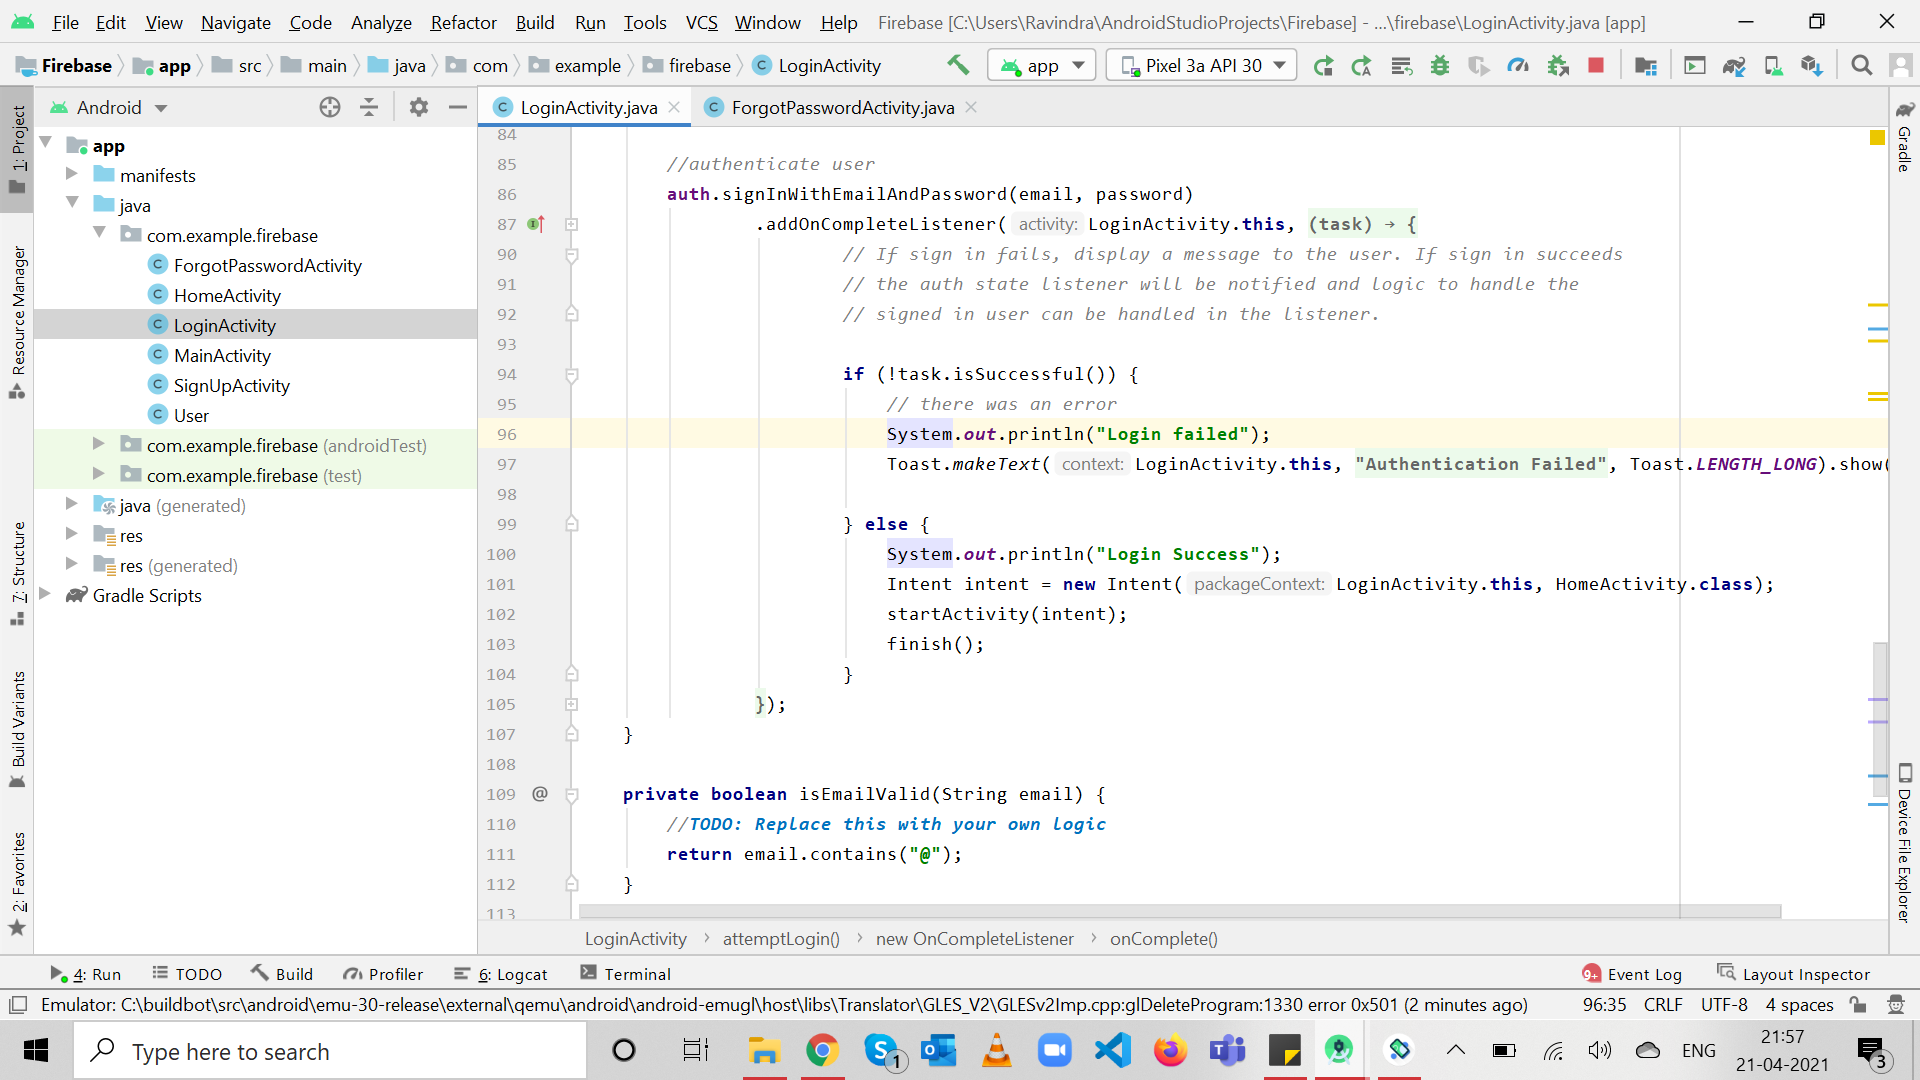 File Edit View Navigate Code Analyze Refactor Build Run Tools VCS Window Help Firebase [C:\Users\Ravindra\AndroidStudioProjects\Firebase] - ...\firebase\LoginActivity.java [app]
Firebase app src main java com example firebase LoginActivity app Pixel 3a API 30
Android
LoginActivity.java ForgotPasswordActivity.java
1: Project
Resource Manager
7: Structure
Build Variants
2: Favorites
app
manifests
java
com.example.firebase
ForgotPasswordActivity
HomeActivity
LoginActivity
MainActivity
SignUpActivity
User
com.example.firebase (androidTest)
com.example.firebase (test)
java (generated)
res
res (generated)
Gradle Scripts
84
85 //authenticate user
86 auth.signInWithEmailAndPassword(email, password)
87 .addOnCompleteListener( activity: LoginActivity.this, (task) → {
90 // If sign in fails, display a message to the user. If sign in succeeds
91 // the auth state listener will be notified and logic to handle the
92 // signed in user can be handled in the listener.
93
94 if (!task.isSuccessful()) {
95 // there was an error
96 System.out.println("Login failed");
97 Toast.makeText( context: LoginActivity.this, "Authentication Failed", Toast.LENGTH_LONG).show(
98
99 } else {
100 System.out.println("Login Success");
101 Intent intent = new Intent( packageContext: LoginActivity.this, HomeActivity.class);
102 startActivity(intent);
103 finish();
104 }
105 });
107 }
108
109 @ private boolean isEmailValid(String email) {
110 //TODO: Replace this with your own logic
111 return email.contains("@");
112 }
113
Gradle
Device File Explorer
LoginActivity › attemptLogin() › new OnCompleteListener › onComplete()
4: Run TODO Build Profiler 6: Logcat Terminal 9+ Event Log Layout Inspector
Emulator: C:\buildbot\src\android\emu-30-release\external\qemu\android\android-emugl\host\libs\Translator\GLES_V2\GLESv2Imp.cpp:glDeleteProgram:1330 error 0x501 (2 minutes ago) 96:35 CRLF UTF-8 4 spaces
Type here to search 1 ENG 21:57
21-04-2021 3